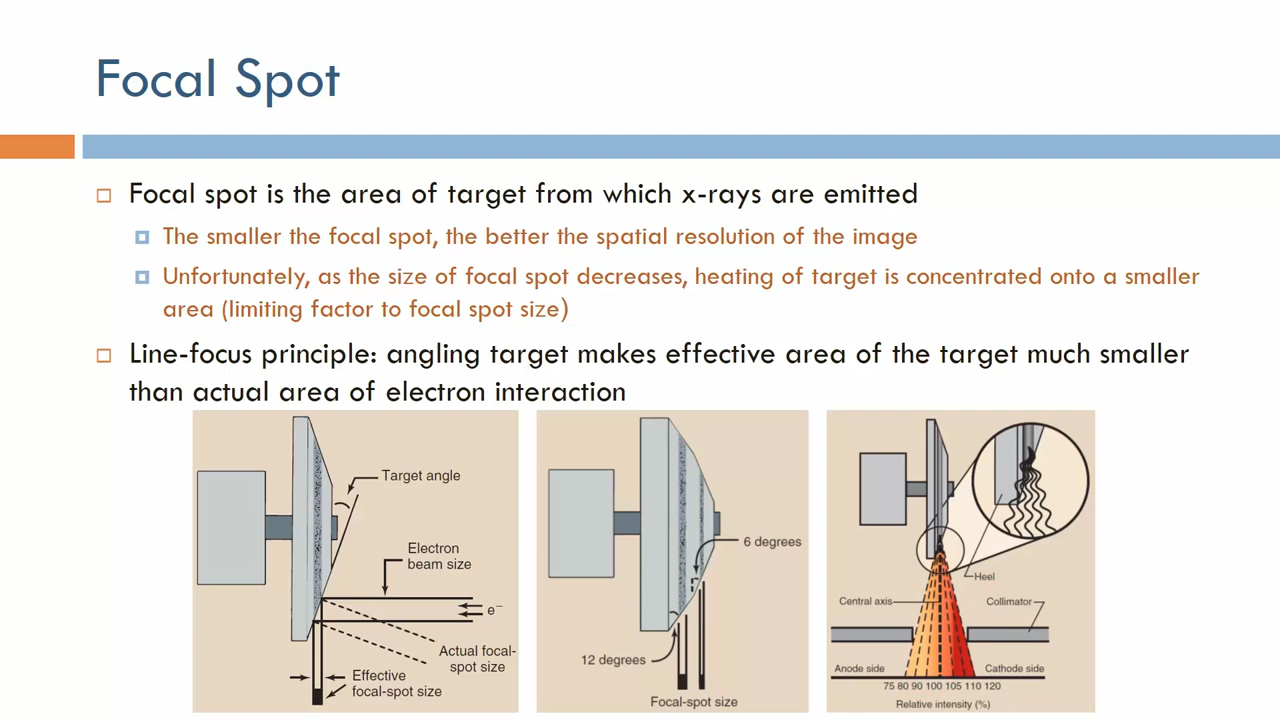 Focal Spot
Focal spot is the area of target from which x-rays are emitted
The smaller the focal spot, the better the spatial resolution of the image
Unfortunately, as the size of focal spot decreases, heating of target is concentrated onto a smaller
area (limiting factor to focal spot size)
Line-focus principle: angling target makes effective area of the target much smaller
than actual area of electron interaction
Target angle
Electron
beam size
e⁻
Actual focal-
spot size
Effective
focal-spot size
6 degrees
12 degrees
Focal-spot size
Heel
Central axis
Collimator
Anode side
Cathode side
75 80 90 100 105 110 120
Relative intensity (%)